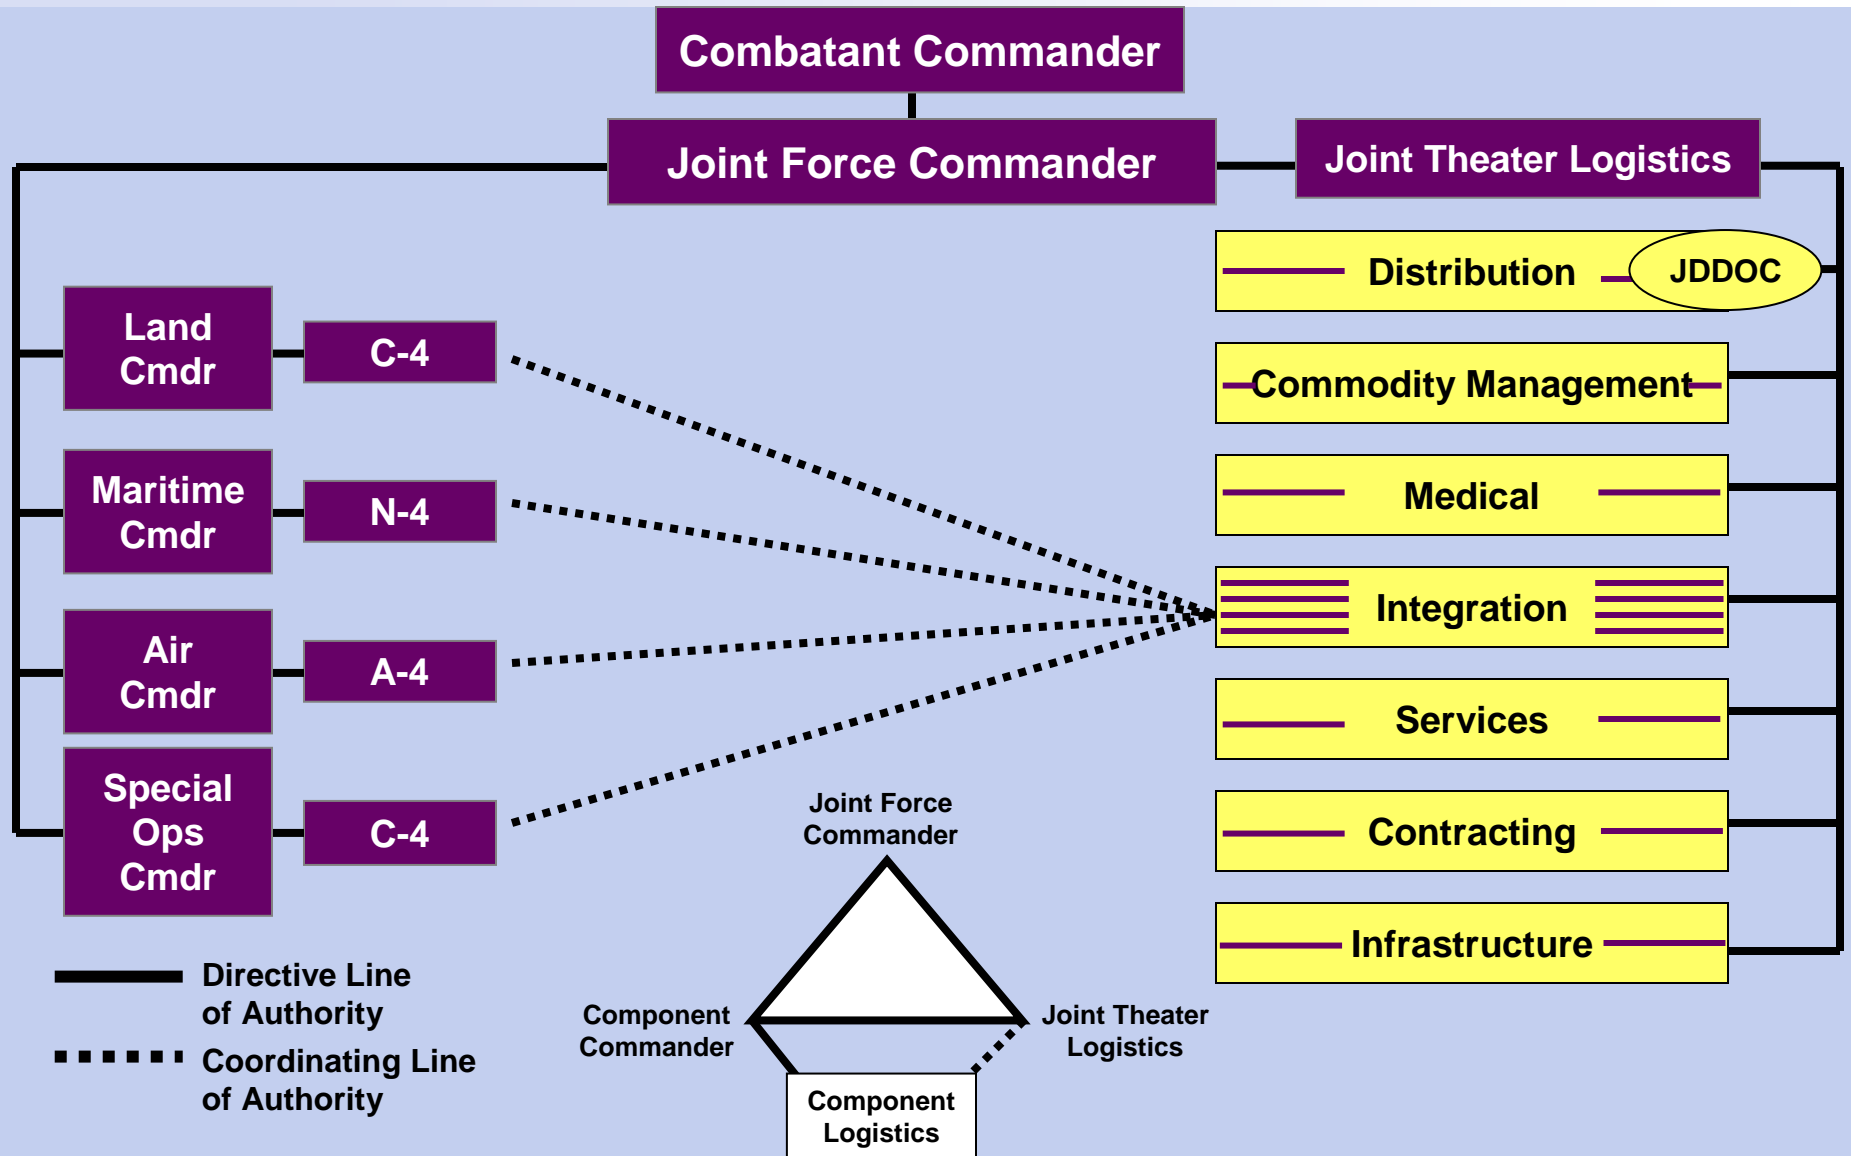 Combatant Commander
Joint Force Commander
Joint Theater Logistics
Land
Cmdr
C-4
Maritime
Cmdr
N-4
Air
Cmdr
A-4
Special
Ops
Cmdr
C-4
Distribution
JDDOC
Commodity Management
Medical
Integration
Services
Contracting
Infrastructure
Directive Line
of Authority
Coordinating Line
of Authority
Joint Force
Commander
Component
Commander
Joint Theater
Logistics
Component
Logistics